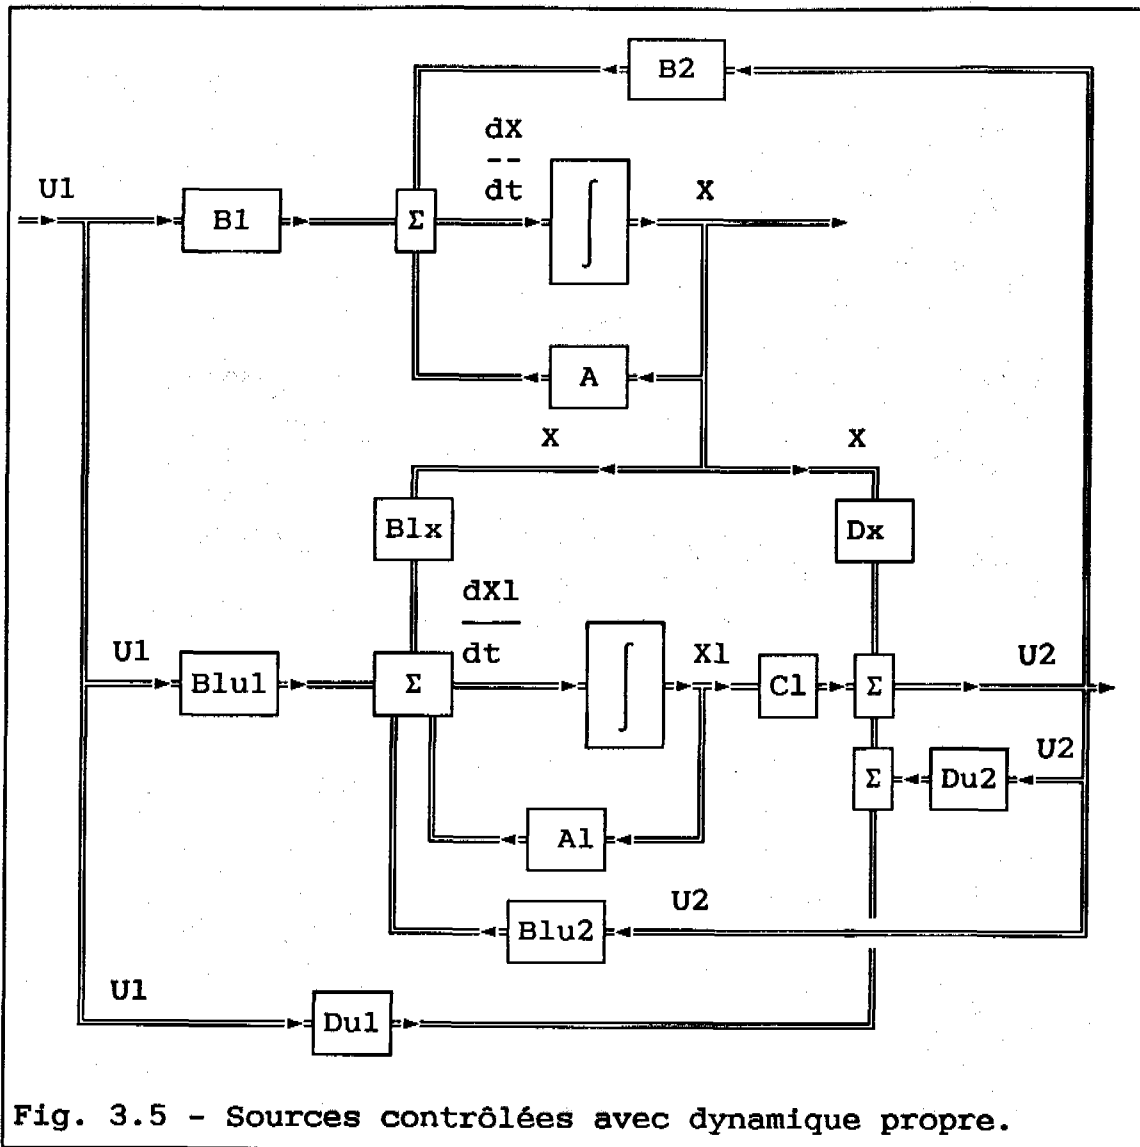 B2
dX
--
dt
U1
B1
Σ
∫
X
A
X
X
B1x
Dx
dX1
dt
U1
B1u1
Σ
∫
X1
C1
Σ
U2
Σ
Du2
U2
A1
B1u2
U2
U1
Du1
Fig. 3.5 - Sources contrôlées avec dynamique propre.